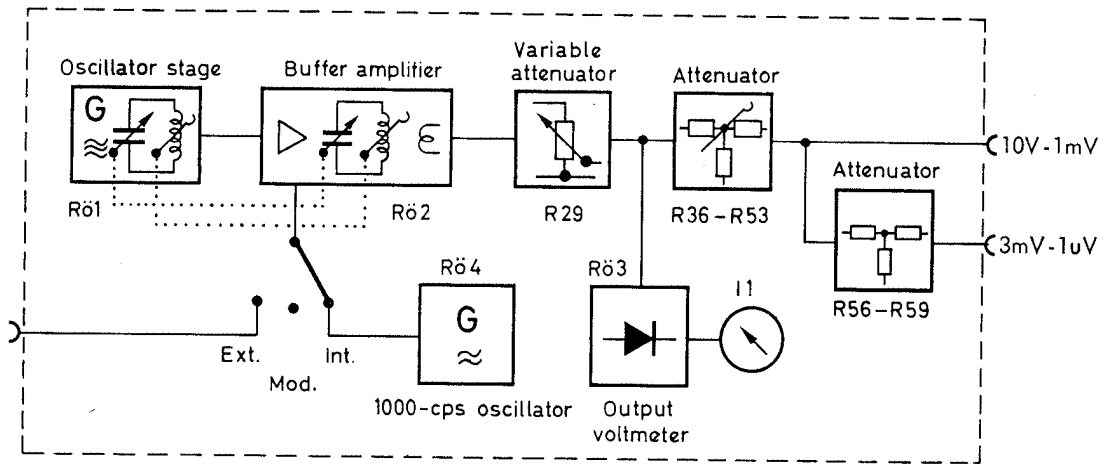 Oscillator stage
G
Rö1
Buffer amplifier
Rö2
Variable
attenuator
R29
Attenuator
R36-R53
10V-1mV
Attenuator
R56-R59
3mV-1uV
Ext.
Mod.
Int.
Rö4
G
1000-cps oscillator
Rö3
Output
voltmeter
I1